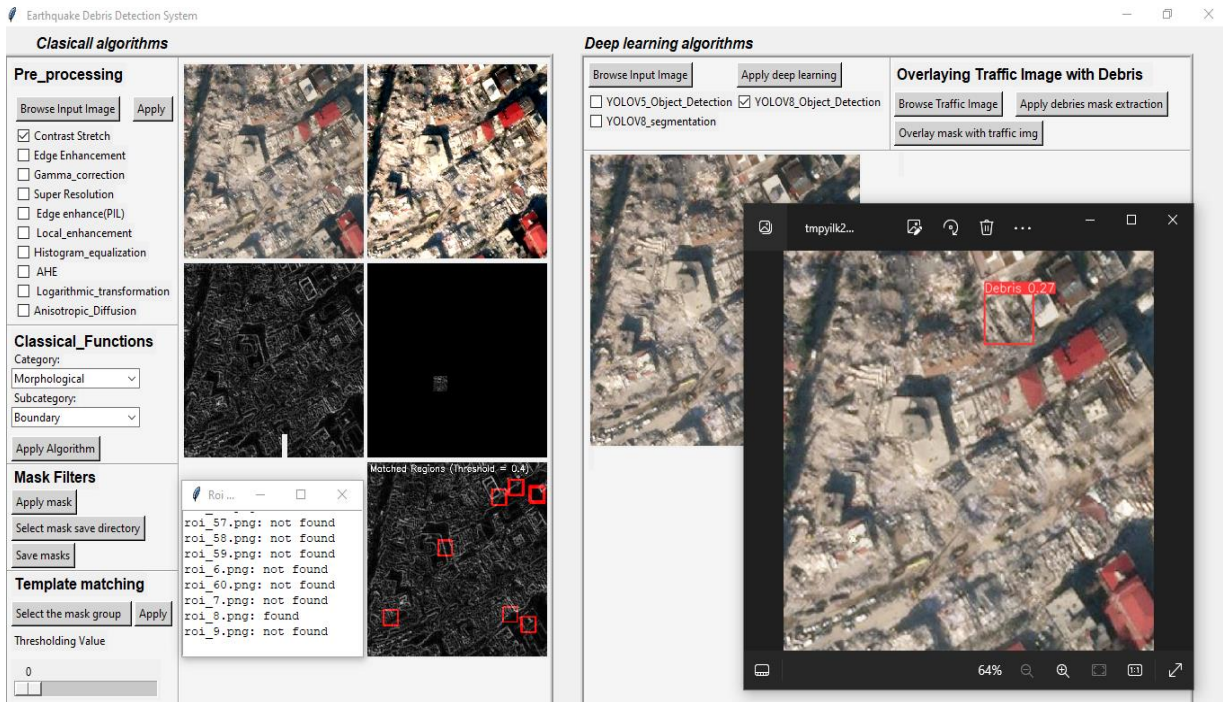 Earthquake Debris Detection System
Clasicall algorithms
Pre_processing
Browse Input Image Apply
Contrast Stretch
Edge Enhancement
Gamma_correction
Super Resolution
Edge enhance(PIL)
Local_enhancement
Histogram_equalization
AHE
Logarithmic_transformation
Anisotropic_Diffusion
Classical_Functions
Category:
Morphological
Subcategory:
Boundary
Apply Algorithm
Mask Filters
Apply mask
Select mask save directory
Save masks
Template matching
Select the mask group Apply
Thresholding Value
0
Matched Regions (Threshold = 0.4)
Roi ...
roi_57.png: not found
roi_58.png: not found
roi_59.png: not found
roi_6.png: not found
roi_60.png: not found
roi_7.png: not found
roi_8.png: found
roi_9.png: not found
Deep learning algorithms
Browse Input Image Apply deep learning
YOLOV5_Object_Detection YOLOV8_Object_Detection
YOLOV8_segmentation
Overlaying Traffic Image with Debris
Browse Traffic Image Apply debries mask extraction
Overlay mask with traffic img
tmpyilk2...
Debris 0.27
64%
1:1